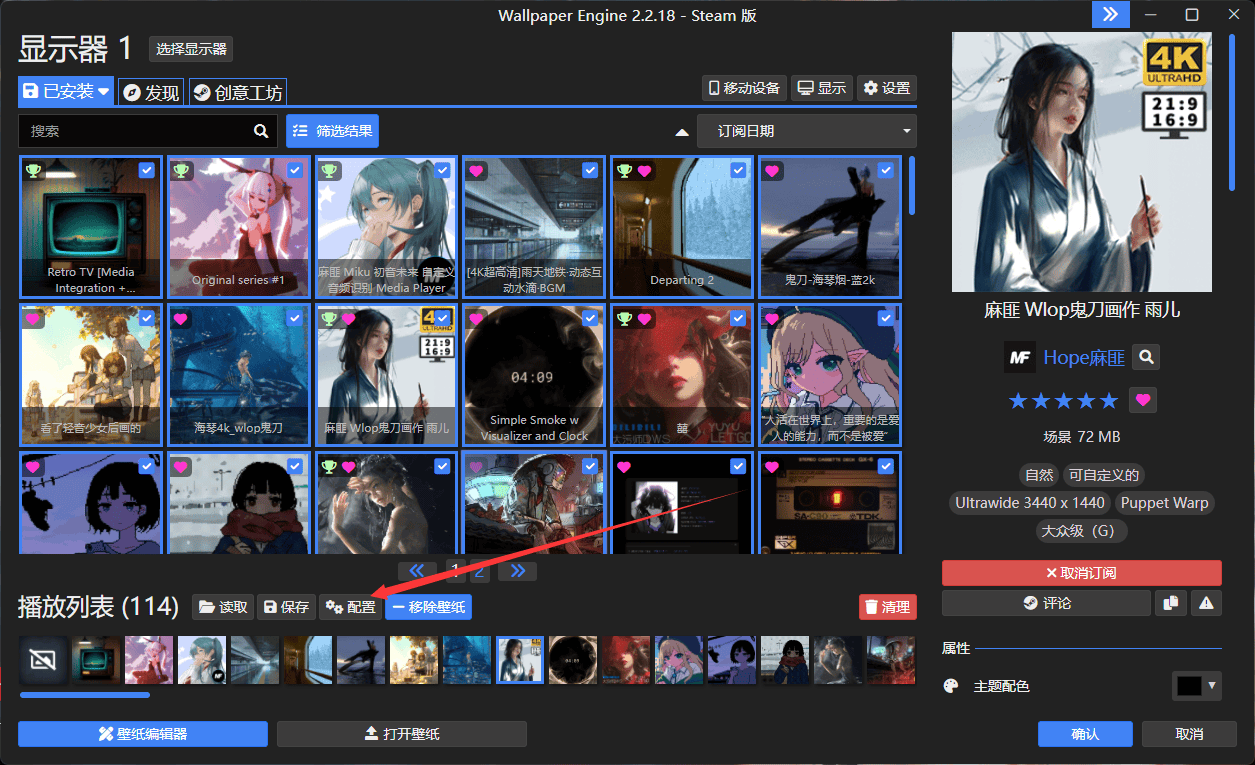 Wallpaper Engine 2.2.18 - Steam 版
显示器 1 选择显示器
已安装 发现 创意工坊
移动设备 显示 设置
搜索 筛选结果 订阅日期
Retro TV [Media
Integration +...
Original series #1
麻匪 Miku 初音未来 自定义
音频识别 Media Player
[4K超高清]雨天地铁·动态互
动水滴·BGM
Departing 2
鬼刀-海琴烟-蓝2k
看了轻音少女后画的
海琴4k_wlop鬼刀
麻匪 Wlop鬼刀画作 雨儿
21:9
16:9
04:09
Simple Smoke w
Visualizer and Clock
"人活在世界上，重要的是爱
人的能力，而不是被爱"
TDK
1 2
播放列表 (114) 读取 保存 配置 移除壁纸 清理
壁纸编辑器 打开壁纸
4K
ULTRAHD
21:9
16:9
麻匪 Wlop鬼刀画作 雨儿
MF Hope麻匪
场景 72 MB
自然 可自定义的
Ultrawide 3440 x 1440 Puppet Warp
大众级（G）
取消订阅
评论
属性
主题配色
确认 取消